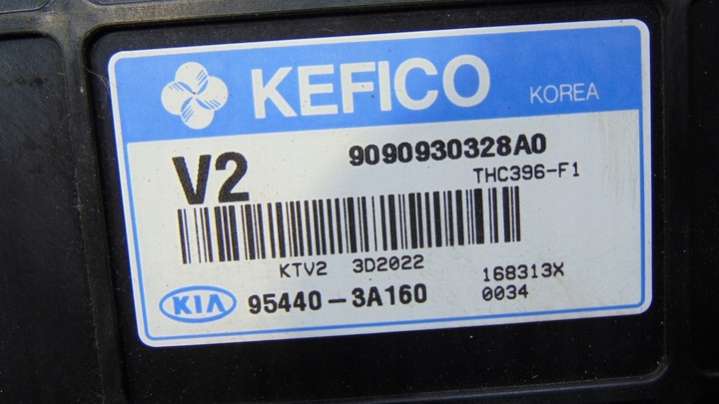 KEFICO KOREA
V2 9090930328A0
THC396-F1
KTV2 3D2022
168313X
KIA 95440-3A160 0034